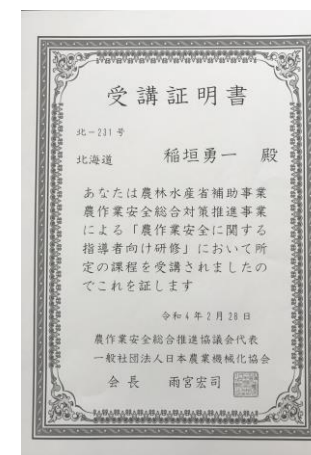 受講証明書
北-231号
北海道 稲垣勇一 殿
あなたは農林水産省補助事業
農作業安全総合対策推進事業
による「農作業安全に関する
指導者向け研修」において所
定の課程を受講されましたの
でこれを証します
令和4年2月28日
農作業安全総合推進協議会代表
一般社団法人日本農業機械化協会
会長 雨宮宏司